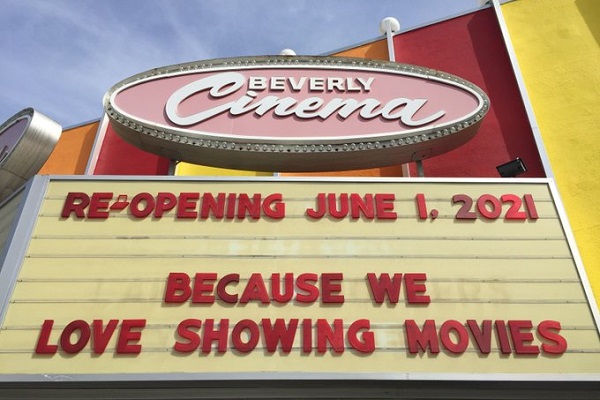 BEVERLY
Cinema
RE-OPENING JUNE 1, 2021
BECAUSE WE
LOVE SHOWING MOVIES